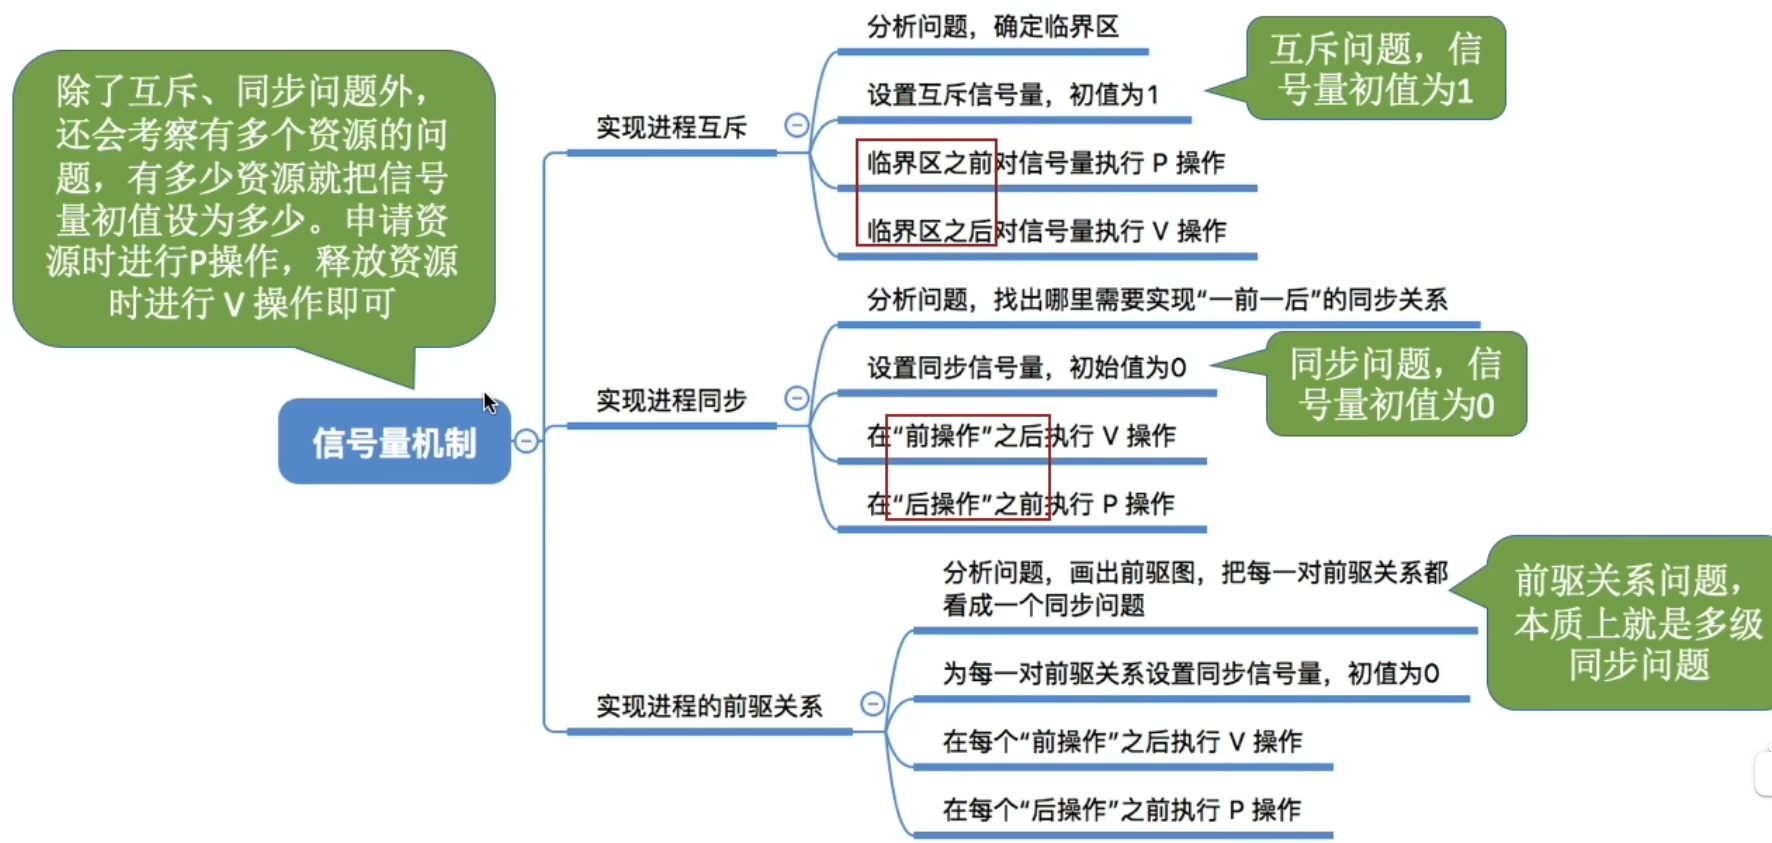 除了互斥、同步问题外，
还会考察有多个资源的问
题，有多少资源就把信号
量初值设为多少。申请资
源时进行P操作，释放资源
时进行 V 操作即可
信号量机制
实现进程互斥
分析问题，确定临界区
设置互斥信号量，初值为1
临界区之前对信号量执行 P 操作
临界区之后对信号量执行 V 操作
互斥问题，信
号量初值为1
实现进程同步
分析问题，找出哪里需要实现“一前一后”的同步关系
设置同步信号量，初始值为0
在“前操作”之后执行 V 操作
在“后操作”之前执行 P 操作
同步问题，信
号量初值为0
实现进程的前驱关系
分析问题，画出前驱图，把每一对前驱关系都
看成一个同步问题
为每一对前驱关系设置同步信号量，初值为0
在每个“前操作”之后执行 V 操作
在每个“后操作”之前执行 P 操作
前驱关系问题，
本质上就是多级
同步问题